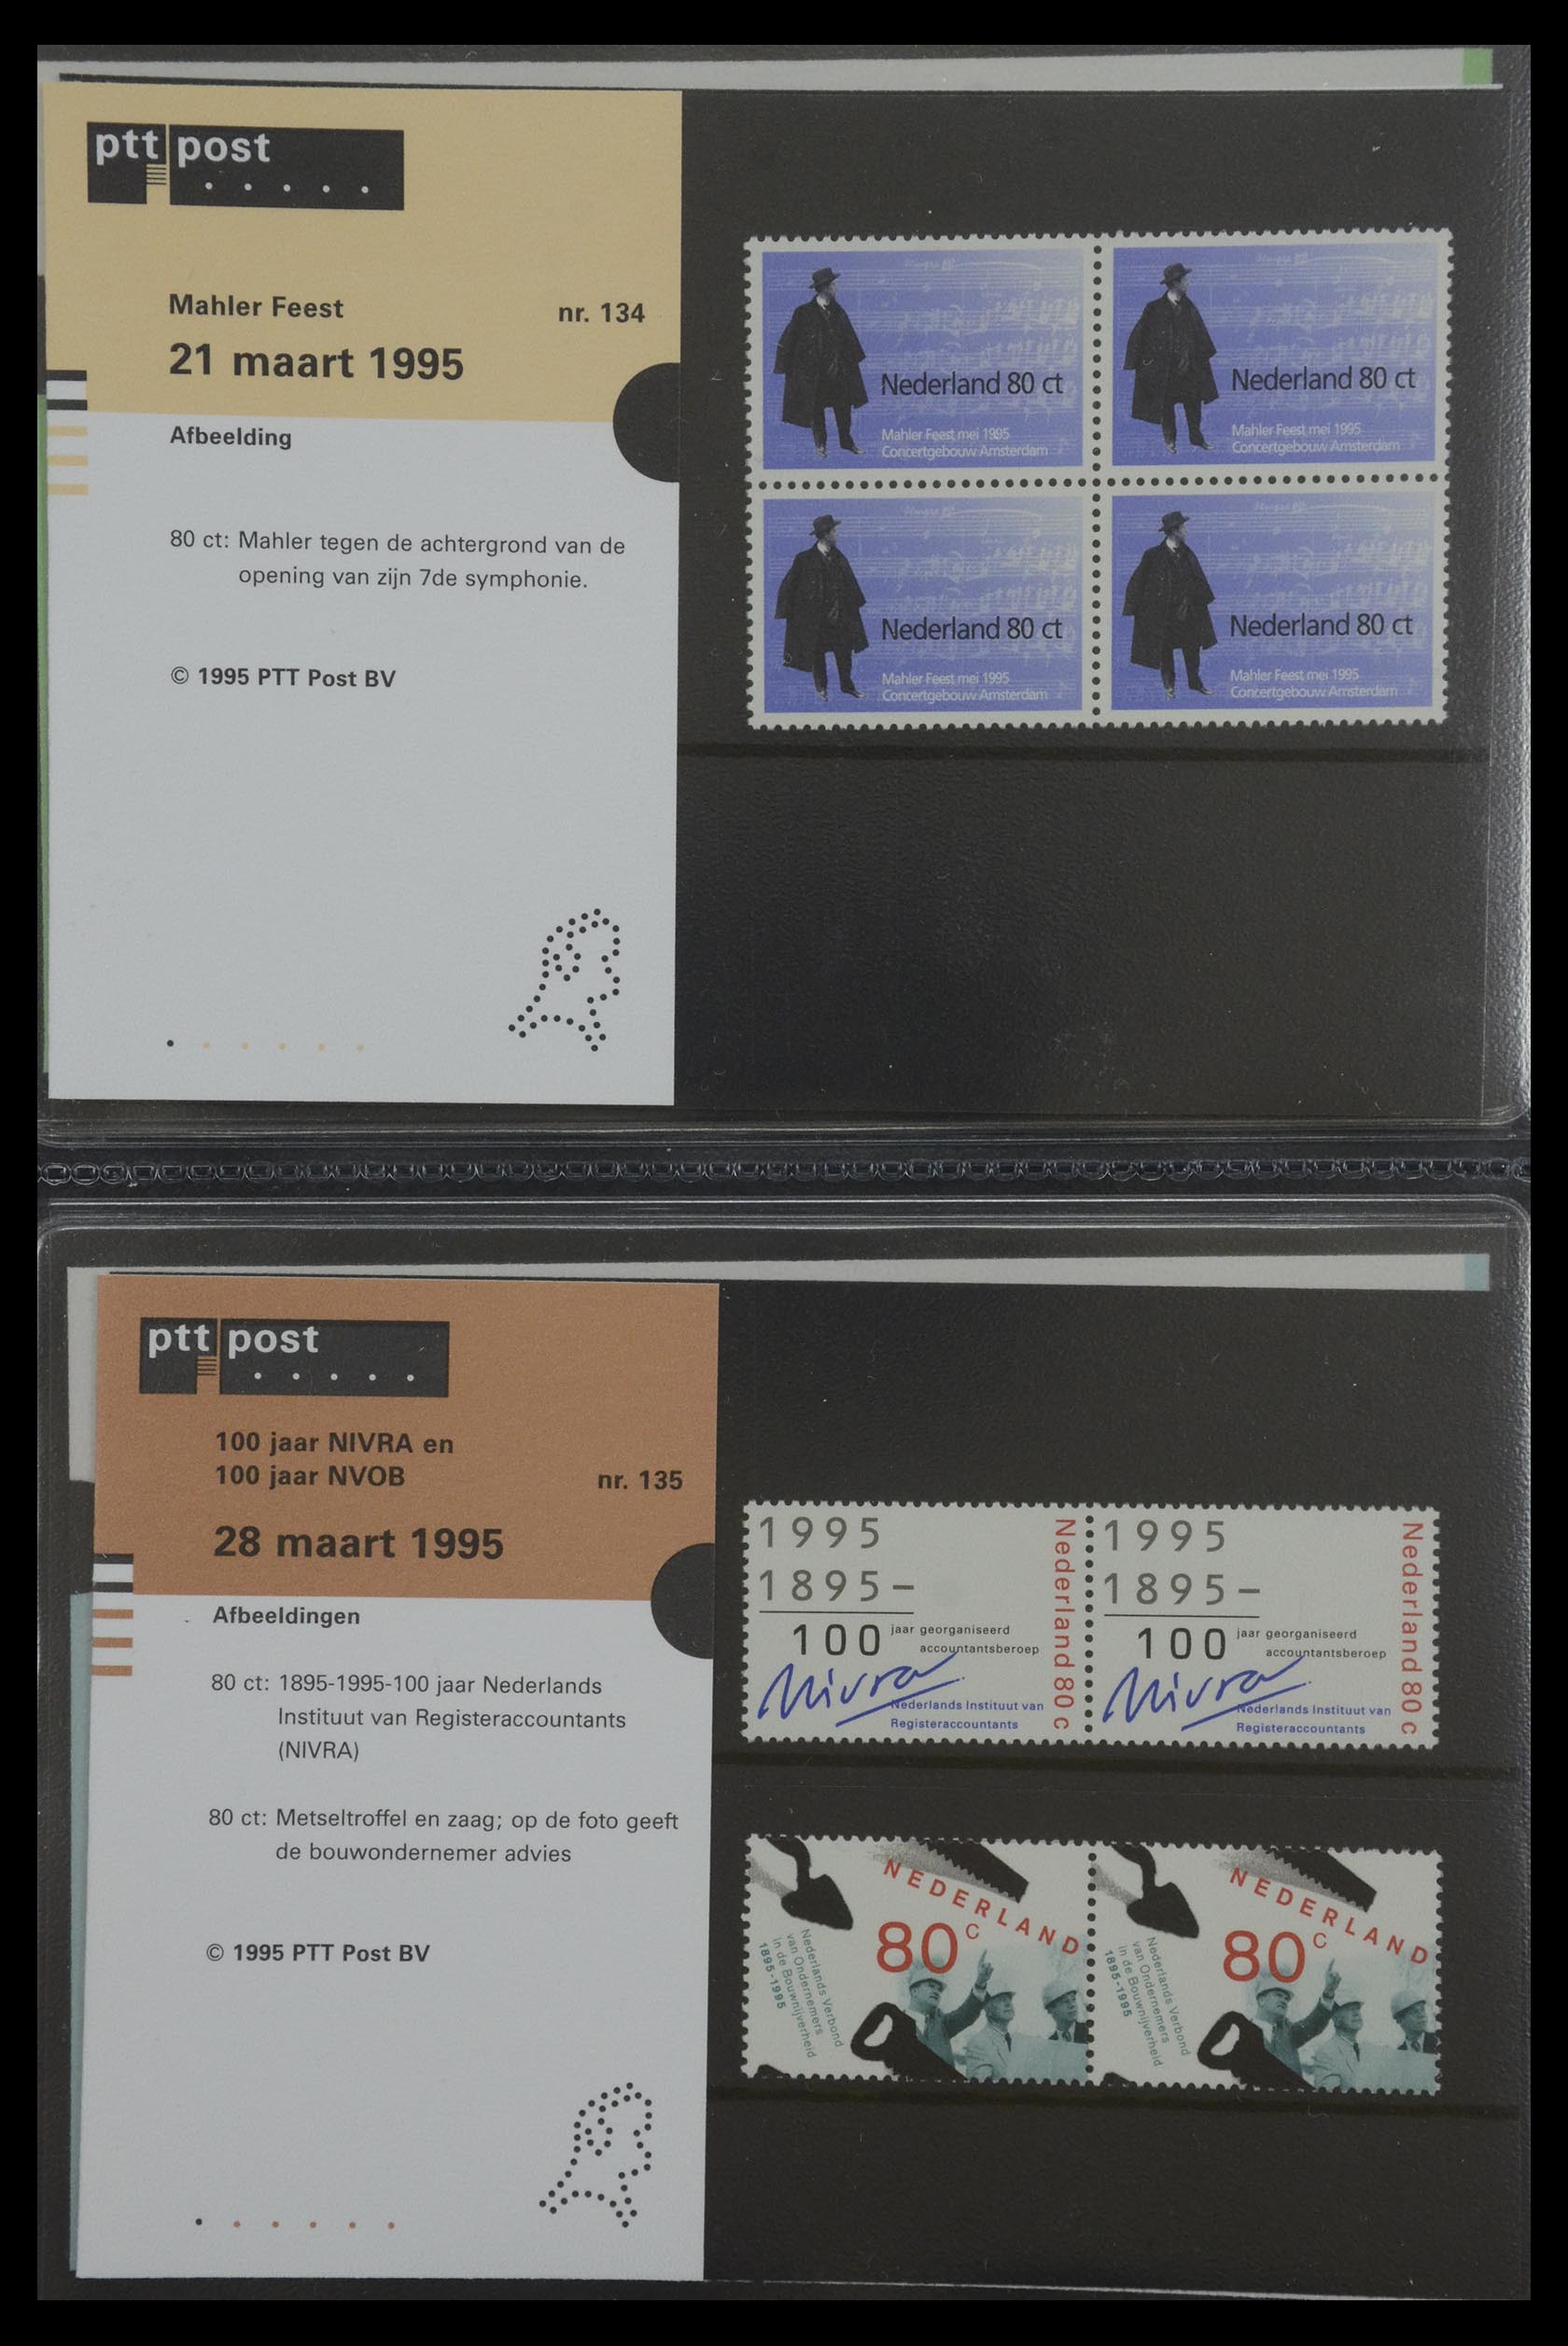 ptt post
Mahler Feest
nr. 134
21 maart 1995
Afbeelding
80 ct: Mahler tegen de achtergrond van de
opening van zijn 7de symphonie.
© 1995 PTT Post BV
Nederland 80 ct
Mahler Feest mei 1995
Concertgebouw Amsterdam
Nederland 80 ct
Mahler Feest mei 1995
Concertgebouw Amsterdam
Nederland 80 ct
Mahler Feest mei 1995
Concertgebouw Amsterdam
Nederland 80 ct
Mahler Feest mei 1995
Concertgebouw Amsterdam
ptt post
100 jaar NIVRA en
100 jaar NVOB
nr. 135
28 maart 1995
Afbeeldingen
80 ct: 1895-1995-100 jaar Nederlands
Instituut van Registeraccountants
(NIVRA)
80 ct: Metseltroffel en zaag; op de foto geeft
de bouwondernemer advies
© 1995 PTT Post BV
1995
1895–
100 jaar georganiseerd
accountantsberoep
Nivra
Nederlands Instituut van
Registeraccountants
Nederland 80 c
1995
1895–
100 jaar georganiseerd
accountantsberoep
Nivra
Nederlands Instituut van
Registeraccountants
Nederland 80 c
NEDERLAND
80 c
Nederlands Verbond
van Ondernemers
in de Bouwnijverheid
1895-1995
NEDERLAND
80 c
Nederlands Verbond
van Ondernemers
in de Bouwnijverheid
1895-1995